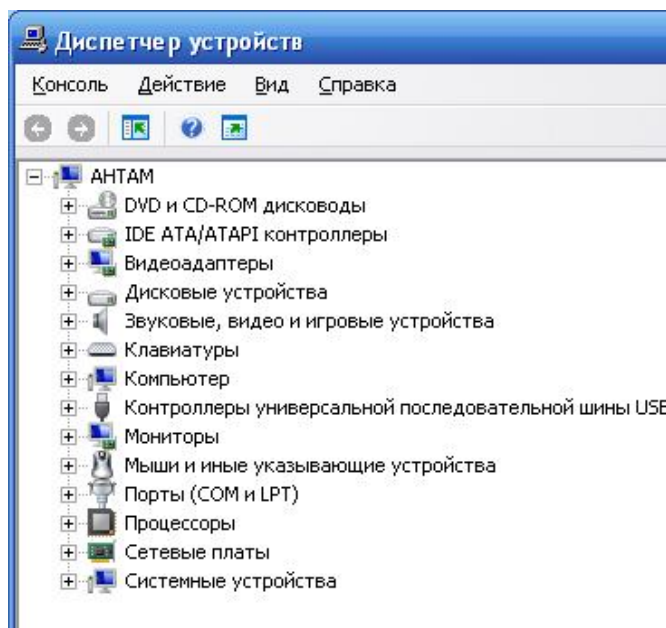 Диспетчер устройств
Консоль Действие Вид Справка
АНТАМ
DVD и CD-ROM дисководы
IDE ATA/ATAPI контроллеры
Видеоадаптеры
Дисковые устройства
Звуковые, видео и игровые устройства
Клавиатуры
Компьютер
Контроллеры универсальной последовательной шины USB
Мониторы
Мыши и иные указывающие устройства
Порты (COM и LPT)
Процессоры
Сетевые платы
Системные устройства